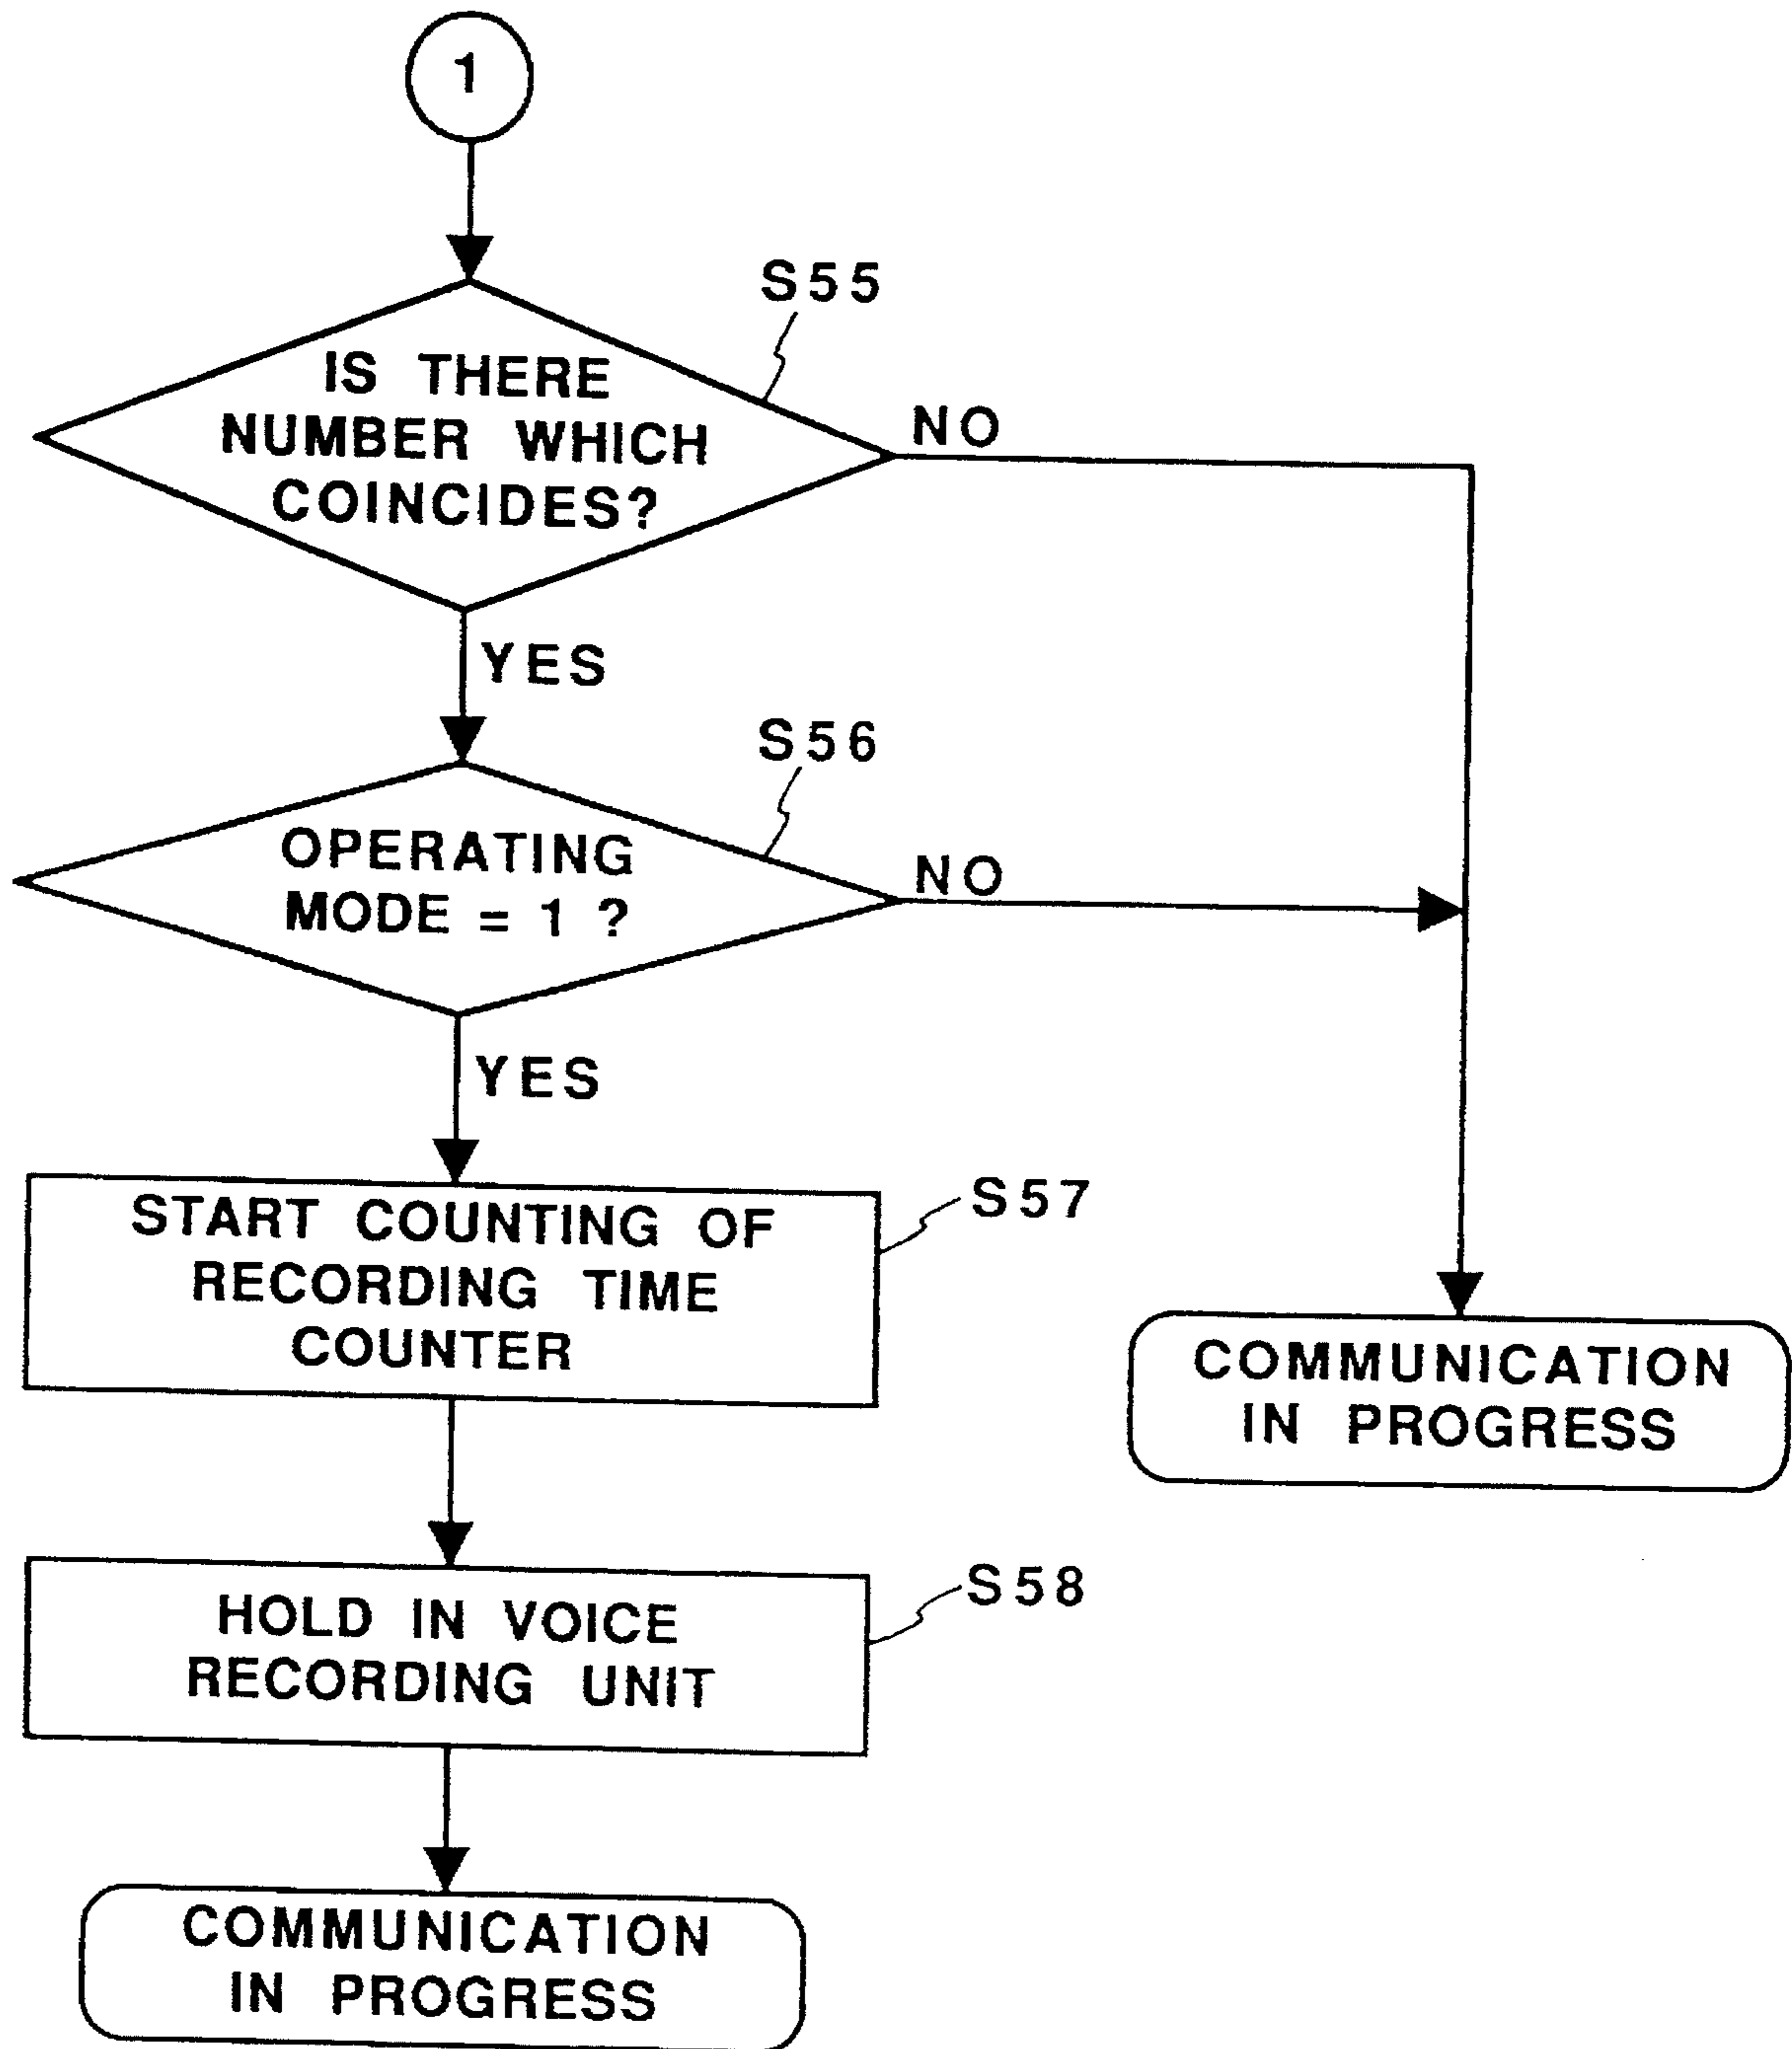 1
S55
IS THERE
NUMBER WHICH
COINCIDES?
NO
YES
S56
OPERATING
MODE = 1 ?
NO
YES
S57
START COUNTING OF
RECORDING TIME
COUNTER
COMMUNICATION
IN PROGRESS
S58
HOLD IN VOICE
RECORDING UNIT
COMMUNICATION
IN PROGRESS